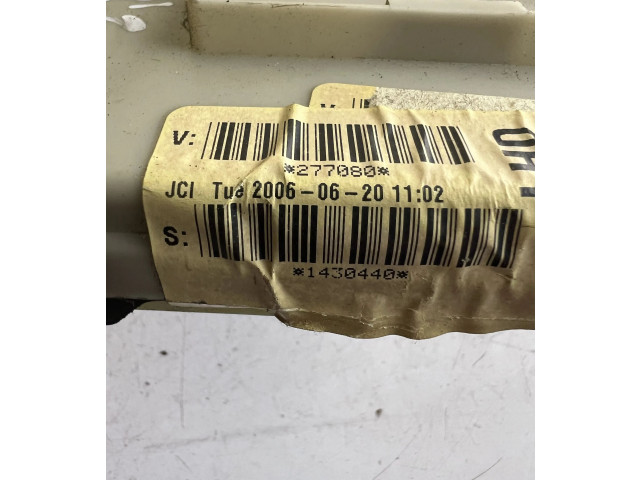 V:
*277080*
JCI Tue 2006-06-20 11:02
S:
*1430440*